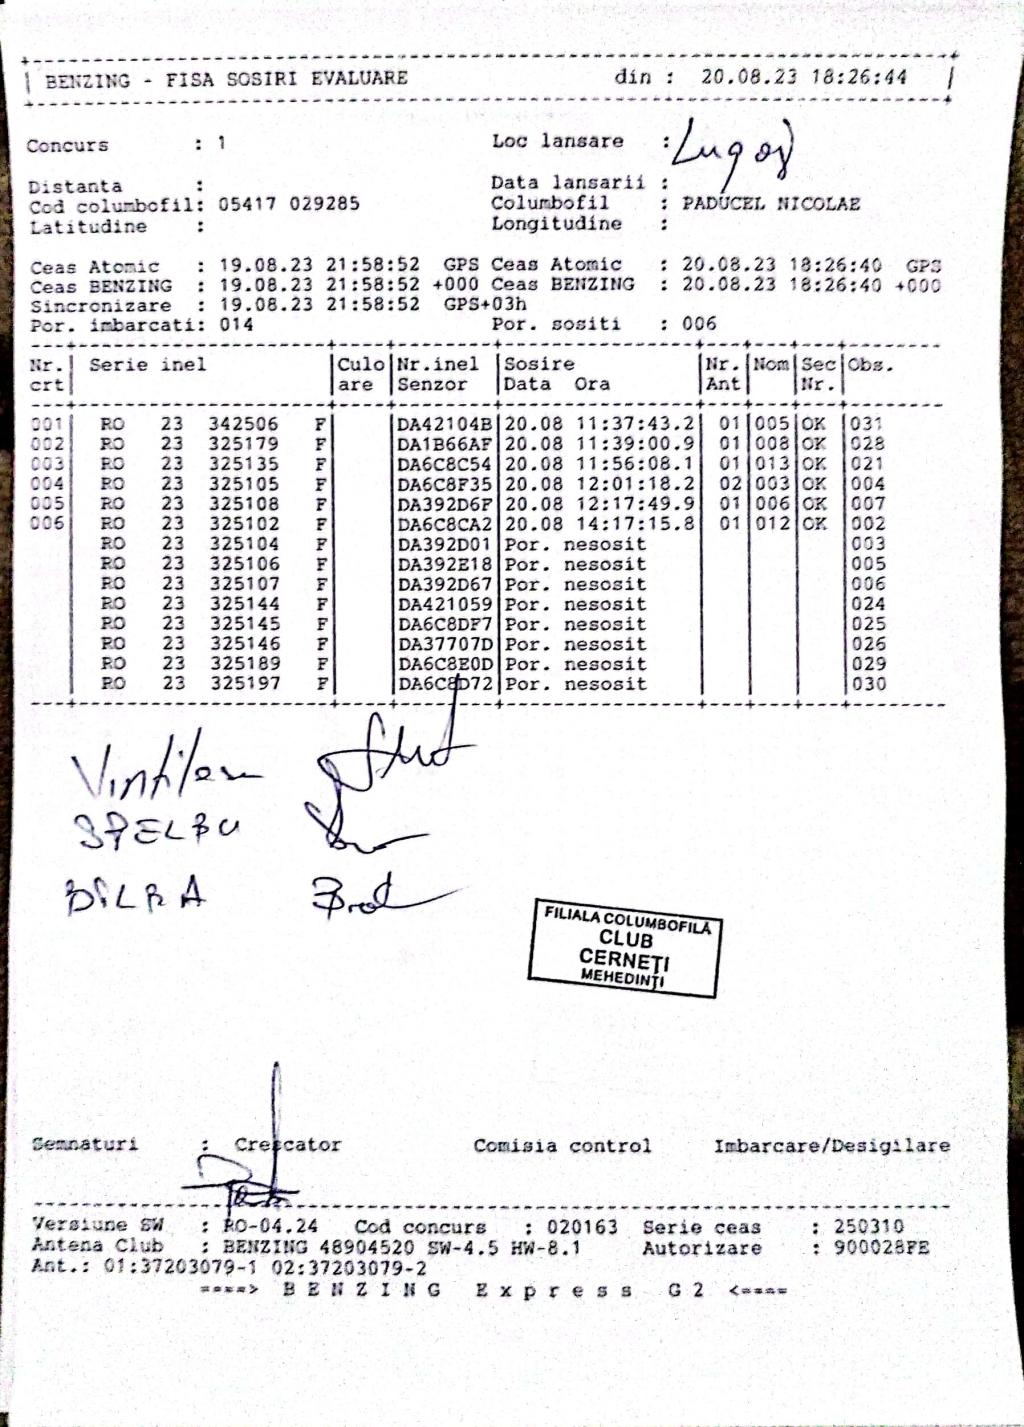 BENZING - FISA SOSIRI EVALUARE din : 20.08.23 18:26:44
Concurs : 1 Loc lansare : Lugoj
Distanta : Data lansarii :
Cod columbofil: 05417 029285 Columbofil : PADUCEL NICOLAE
Latitudine : Longitudine :
Ceas Atomic : 19.08.23 21:58:52 GPS Ceas Atomic : 20.08.23 18:26:40 GPS
Ceas BENZING : 19.08.23 21:58:52 +000 Ceas BENZING : 20.08.23 18:26:40 +000
Sincronizare : 19.08.23 21:58:52 GPS+03h
Por. imbarcati: 014 Por. sositi : 006
Nr. Serie inel Culo Nr.inel Sosire Nr. Nom Sec Obs.
crt are Senzor Data Ora Ant Nr.
001 RO 23 342506 F DA42104B 20.08 11:37:43.2 01 005 OK 031
002 RO 23 325179 F DA1B66AF 20.08 11:39:00.9 01 008 OK 028
003 RO 23 325135 F DA6C8C54 20.08 11:56:08.1 01 013 OK 021
004 RO 23 325105 F DA6C8F35 20.08 12:01:18.2 02 003 OK 004
005 RO 23 325108 F DA392D6F 20.08 12:17:49.9 01 006 OK 007
006 RO 23 325102 F DA6C8CA2 20.08 14:17:15.8 01 012 OK 002
RO 23 325104 F DA392D01 Por. nesosit 003
RO 23 325106 F DA392E18 Por. nesosit 005
RO 23 325107 F DA392D67 Por. nesosit 006
RO 23 325144 F DA421059 Por. nesosit 024
RO 23 325145 F DA6C8DF7 Por. nesosit 025
RO 23 325146 F DA37707D Por. nesosit 026
RO 23 325189 F DA6C8E0D Por. nesosit 029
RO 23 325197 F DA6C8D72 Por. nesosit 030
FILIALA COLUMBOFILĂ
CLUB
CERNEȚI
MEHEDINȚI
Semnaturi : Crescator Comisia control Imbarcare/Desigilare
Versiune SW : RO-04.24 Cod concurs : 020163 Serie ceas : 250310
Antena Club : BENZING 48904520 SW-4.5 HW-8.1 Autorizare : 900028FE
Ant.: 01:37203079-1 02:37203079-2
====> B E N Z I N G E x p r e s s G 2 <====